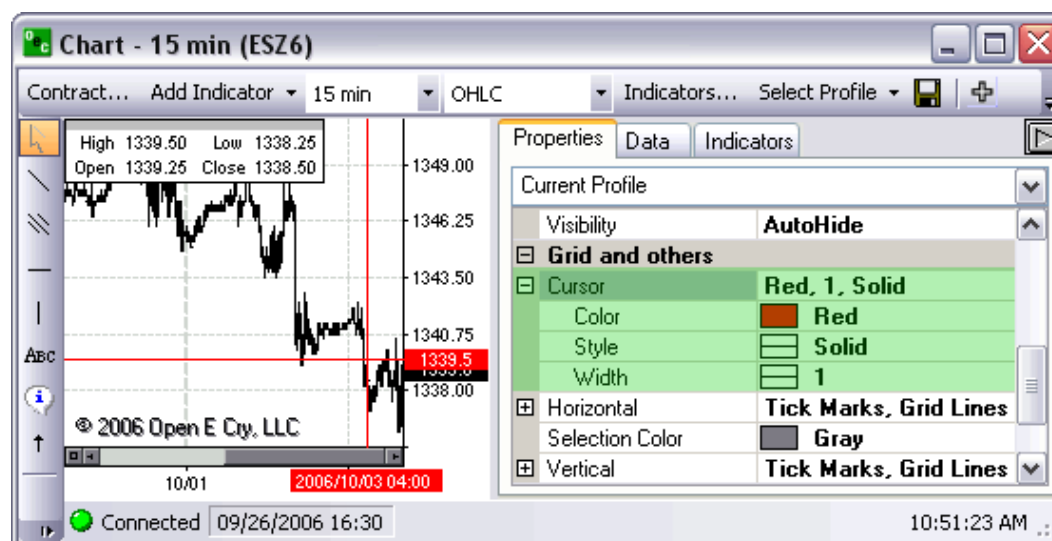 Oec Chart - 15 min (ESZ6)
Contract... Add Indicator 15 min OHLC Indicators... Select Profile
High 1339.50 Low 1338.25
Open 1339.25 Close 1338.50
1349.00
1346.25
1343.50
1340.75
1339.5
1338.00
ABC
© 2006 Open E Cry, LLC
10/01 2006/10/03 04:00
Properties Data Indicators
Current Profile
Visibility AutoHide
Grid and others
Cursor Red, 1, Solid
Color Red
Style Solid
Width 1
Horizontal Tick Marks, Grid Lines
Selection Color Gray
Vertical Tick Marks, Grid Lines
Connected 09/26/2006 16:30 10:51:23 AM